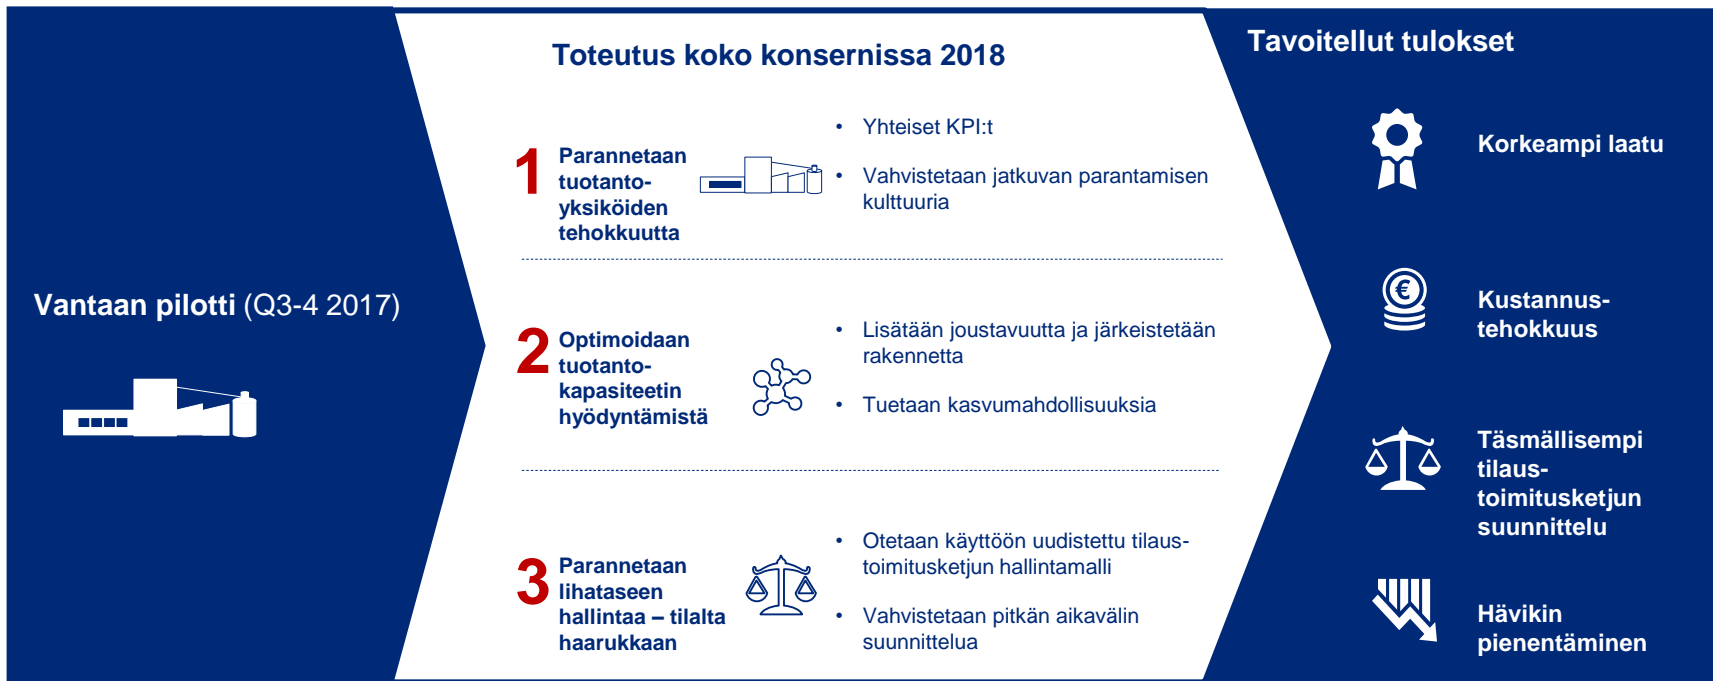 Vantaan pilotti (Q3-4 2017)
Toteutus koko konsernissa 2018
1
Parannetaan
tuotanto-
yksiköiden
tehokkuutta
• Yhteiset KPI:t
• Vahvistetaan jatkuvan parantamisen
kulttuuria
2
Optimoidaan
tuotanto-
kapasiteetin
hyödyntämistä
• Lisätään joustavuutta ja järkeistetään
rakennetta
• Tuetaan kasvumahdollisuuksia
3
Parannetaan
lihataseen
hallintaa – tilalta
haarukkaan
• Otetaan käyttöön uudistettu tilaus-
toimitusketjun hallintamalli
• Vahvistetaan pitkän aikavälin
suunnittelua
Tavoitellut tulokset
Korkeampi laatu
€
Kustannus-
tehokkuus
Täsmällisempi
tilaus-
toimitusketjun
suunnittelu
Hävikin
pienentäminen